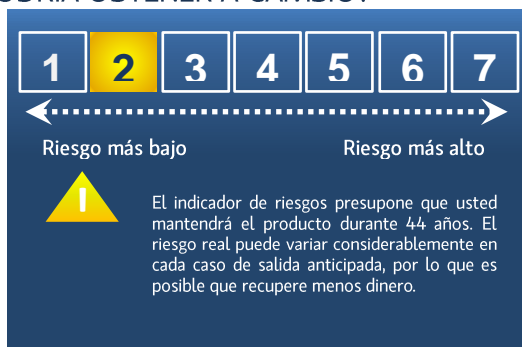 1 2 3 4 5 6 7
Riesgo más bajo Riesgo más alto
!
El indicador de riesgos presupone que usted
mantendrá el producto durante 44 años. El
riesgo real puede variar considerablemente en
cada caso de salida anticipada, por lo que es
posible que recupere menos dinero.